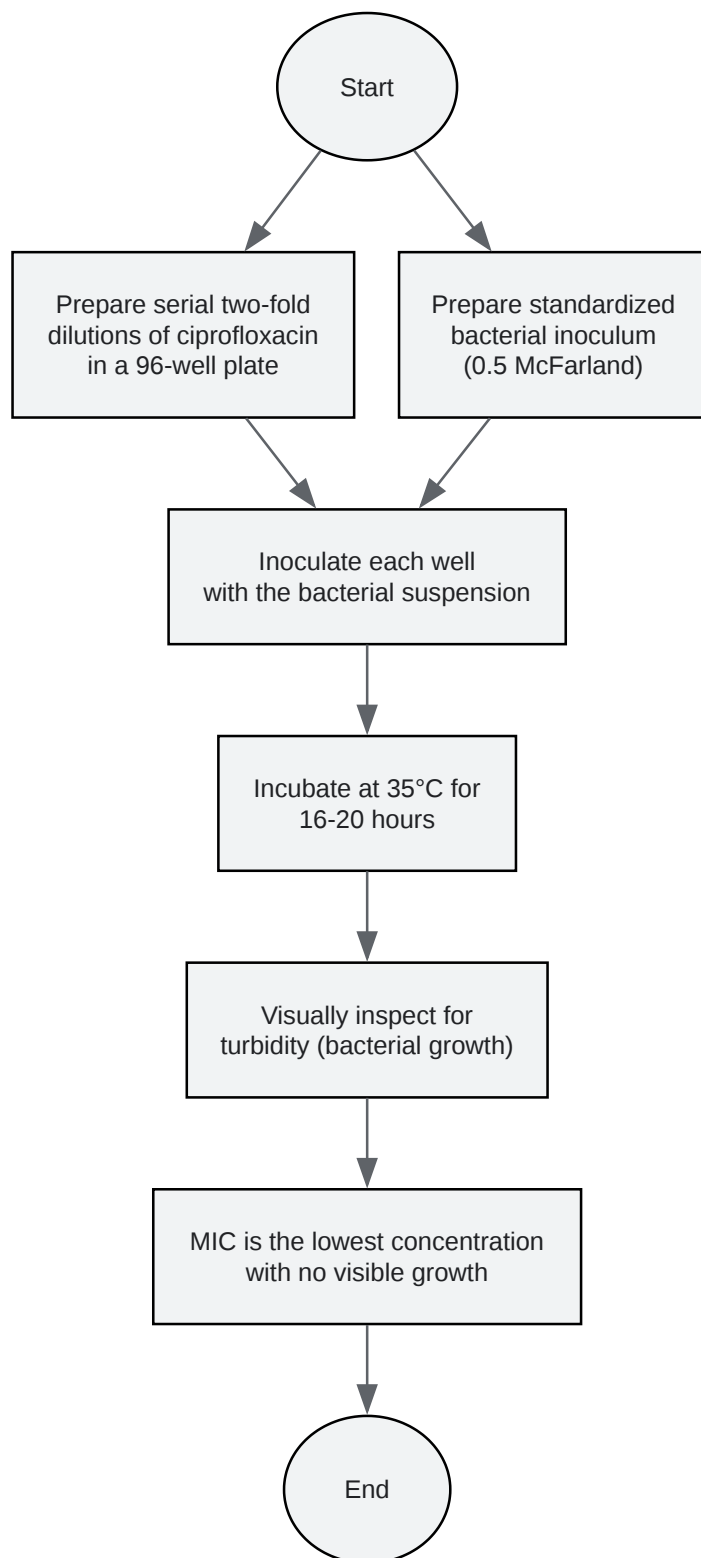 Start
Prepare serial two-fold
dilutions of ciprofloxacin
in a 96-well plate
Prepare standardized
bacterial inoculum
(0.5 McFarland)
Inoculate each well
with the bacterial suspension
Incubate at 35°C for
16-20 hours
Visually inspect for
turbidity (bacterial growth)
MIC is the lowest concentration
with no visible growth
End